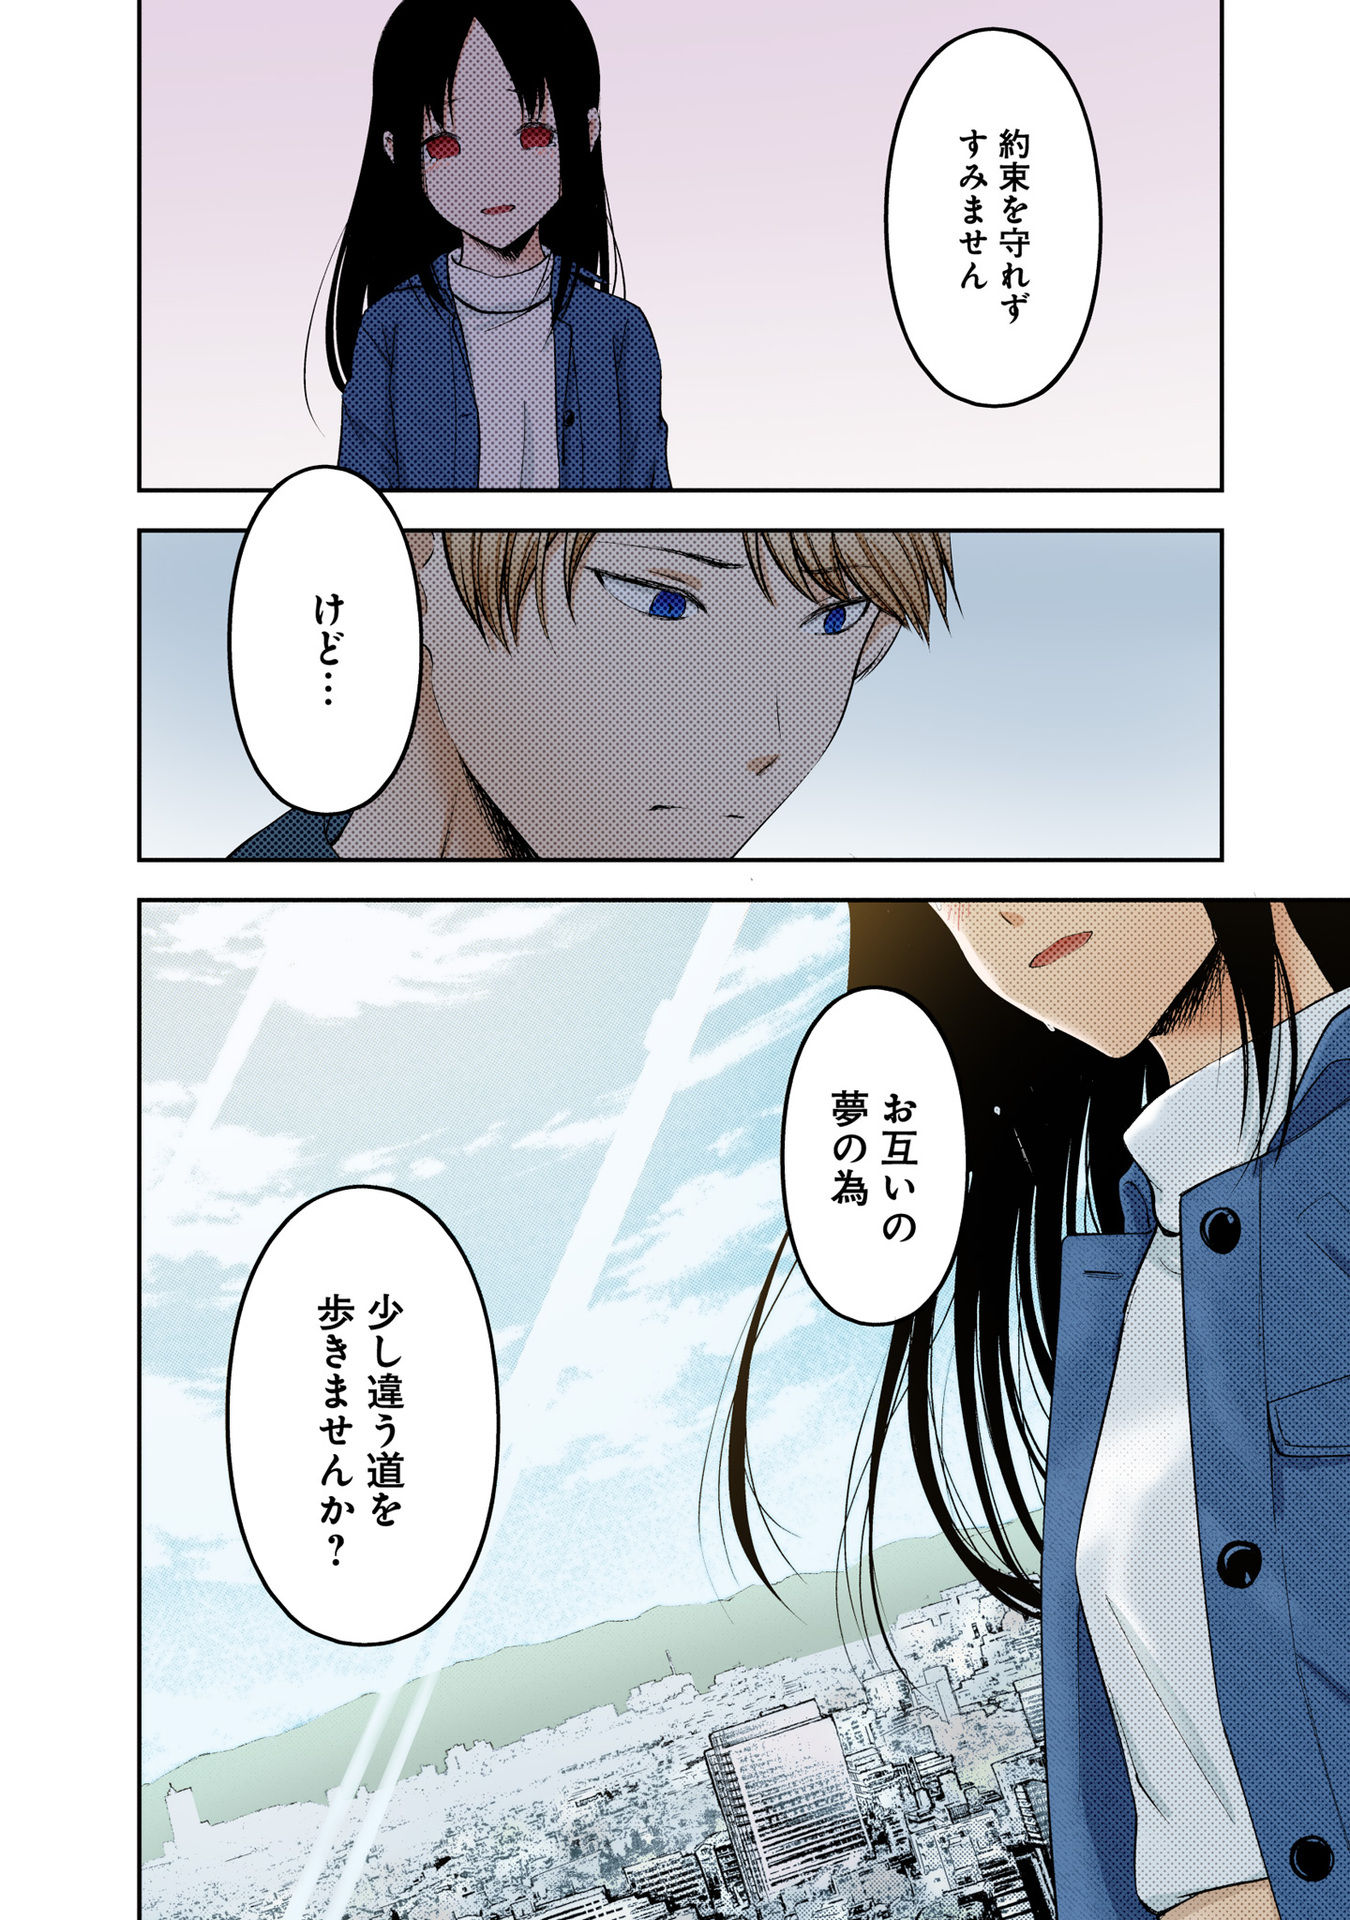 約束を守れず
すみません
けど…
お互いの
夢の為
少し違う道を
歩きませんか?